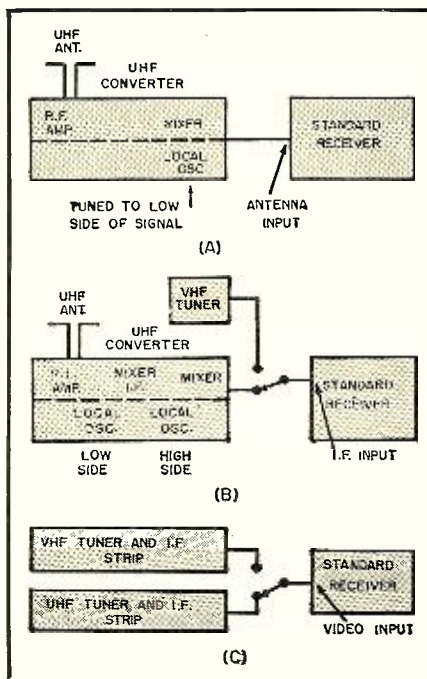 UHF
ANT.
UHF
CONVERTER
R.F.
AMP.
MIXER
LOCAL
OSC.
STANDARD
RECEIVER
TUNED TO LOW
SIDE OF SIGNAL
ANTENNA
INPUT
(A)
VHF
TUNER
UHF
ANT.
UHF
CONVERTER
R.F.
AMP.
MIXER
I.F.
MIXER
LOCAL
OSC.
LOCAL
OSC.
STANDARD
RECEIVER
LOW
SIDE
HIGH
SIDE
I.F. INPUT
(B)
VHF TUNER AND I.F.
STRIP
UHF TUNER AND I.F.
STRIP
STANDARD
RECEIVER
VIDEO INPUT
(C)